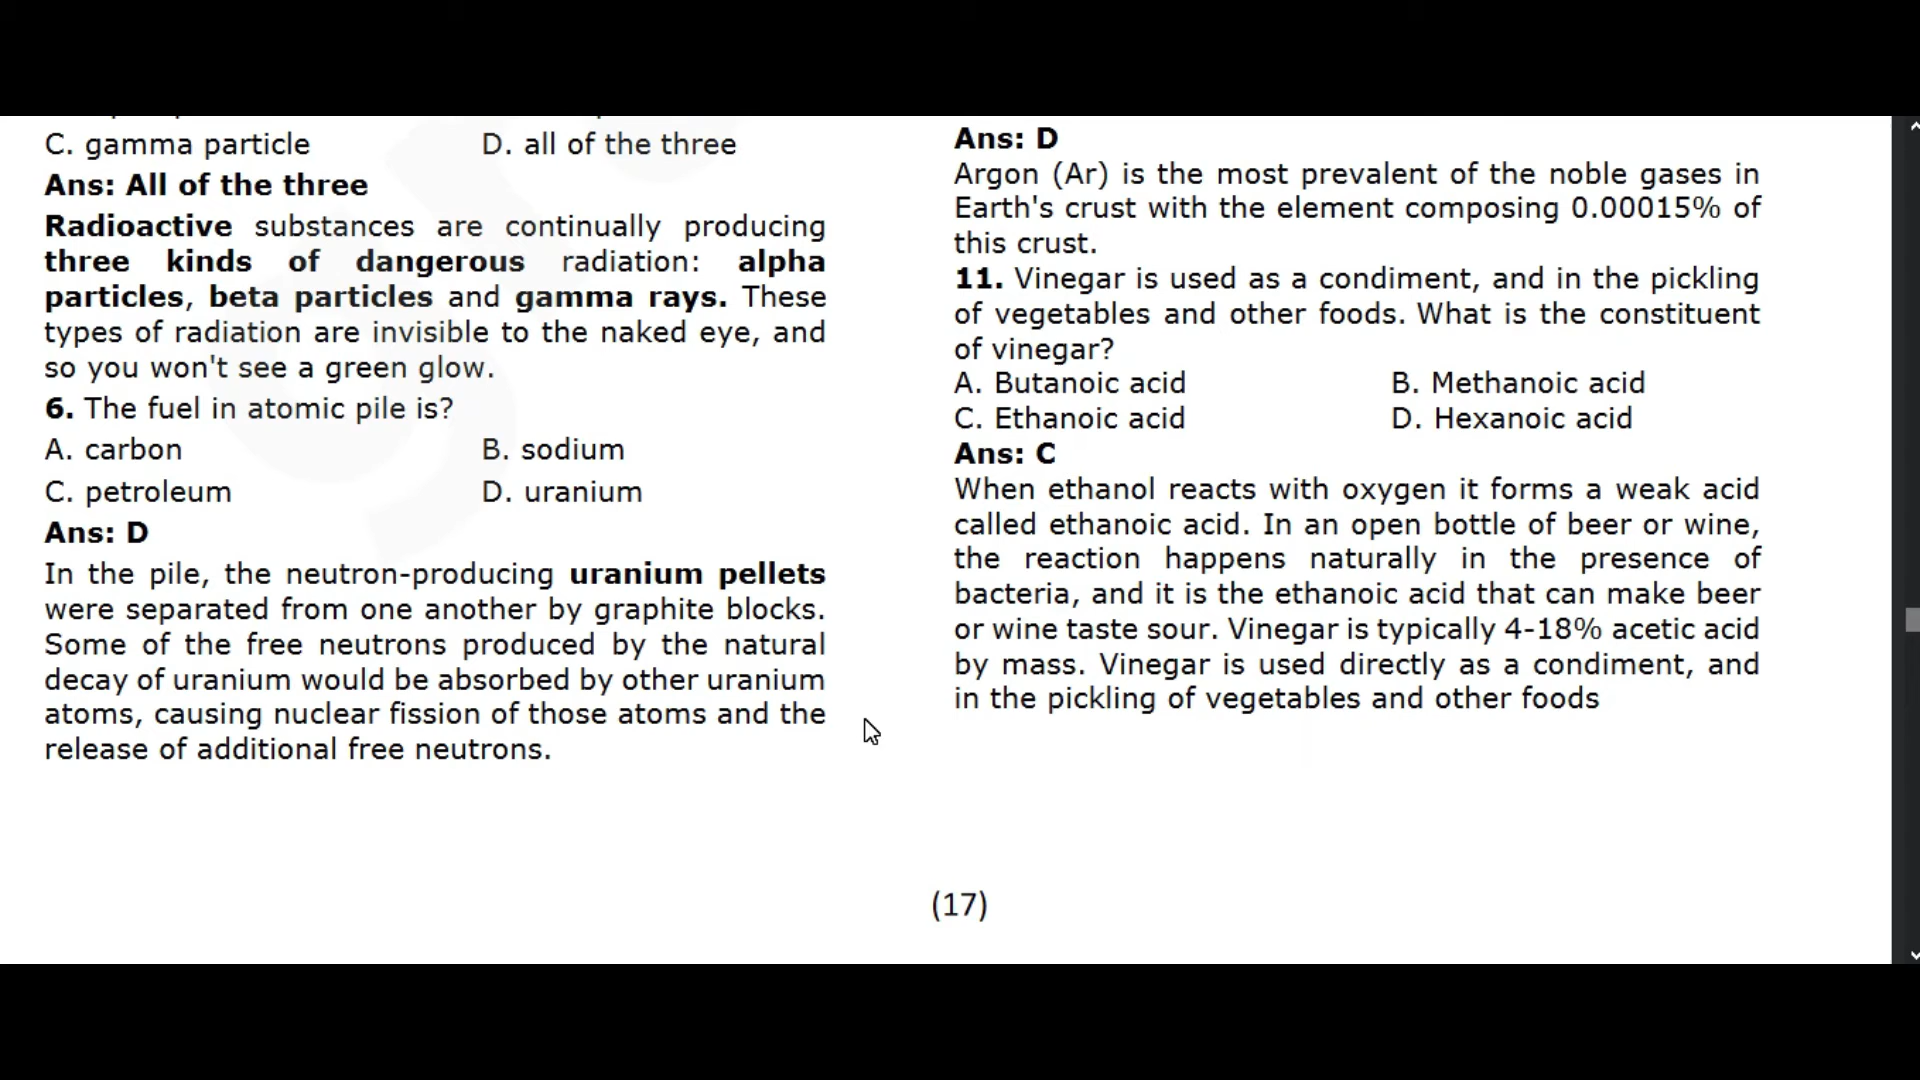 C. gamma particle D. all of the three
Ans: All of the three
Radioactive substances are continually producing
three kinds of dangerous radiation: alpha
particles, beta particles and gamma rays. These
types of radiation are invisible to the naked eye, and
so you won't see a green glow.
6. The fuel in atomic pile is?
A. carbon B. sodium
C. petroleum D. uranium
Ans: D
In the pile, the neutron-producing uranium pellets
were separated from one another by graphite blocks.
Some of the free neutrons produced by the natural
decay of uranium would be absorbed by other uranium
atoms, causing nuclear fission of those atoms and the
release of additional free neutrons.
Ans: D
Argon (Ar) is the most prevalent of the noble gases in
Earth's crust with the element composing 0.00015% of
this crust.
11. Vinegar is used as a condiment, and in the pickling
of vegetables and other foods. What is the constituent
of vinegar?
A. Butanoic acid B. Methanoic acid
C. Ethanoic acid D. Hexanoic acid
Ans: C
When ethanol reacts with oxygen it forms a weak acid
called ethanoic acid. In an open bottle of beer or wine,
the reaction happens naturally in the presence of
bacteria, and it is the ethanoic acid that can make beer
or wine taste sour. Vinegar is typically 4-18% acetic acid
by mass. Vinegar is used directly as a condiment, and
in the pickling of vegetables and other foods
(17)